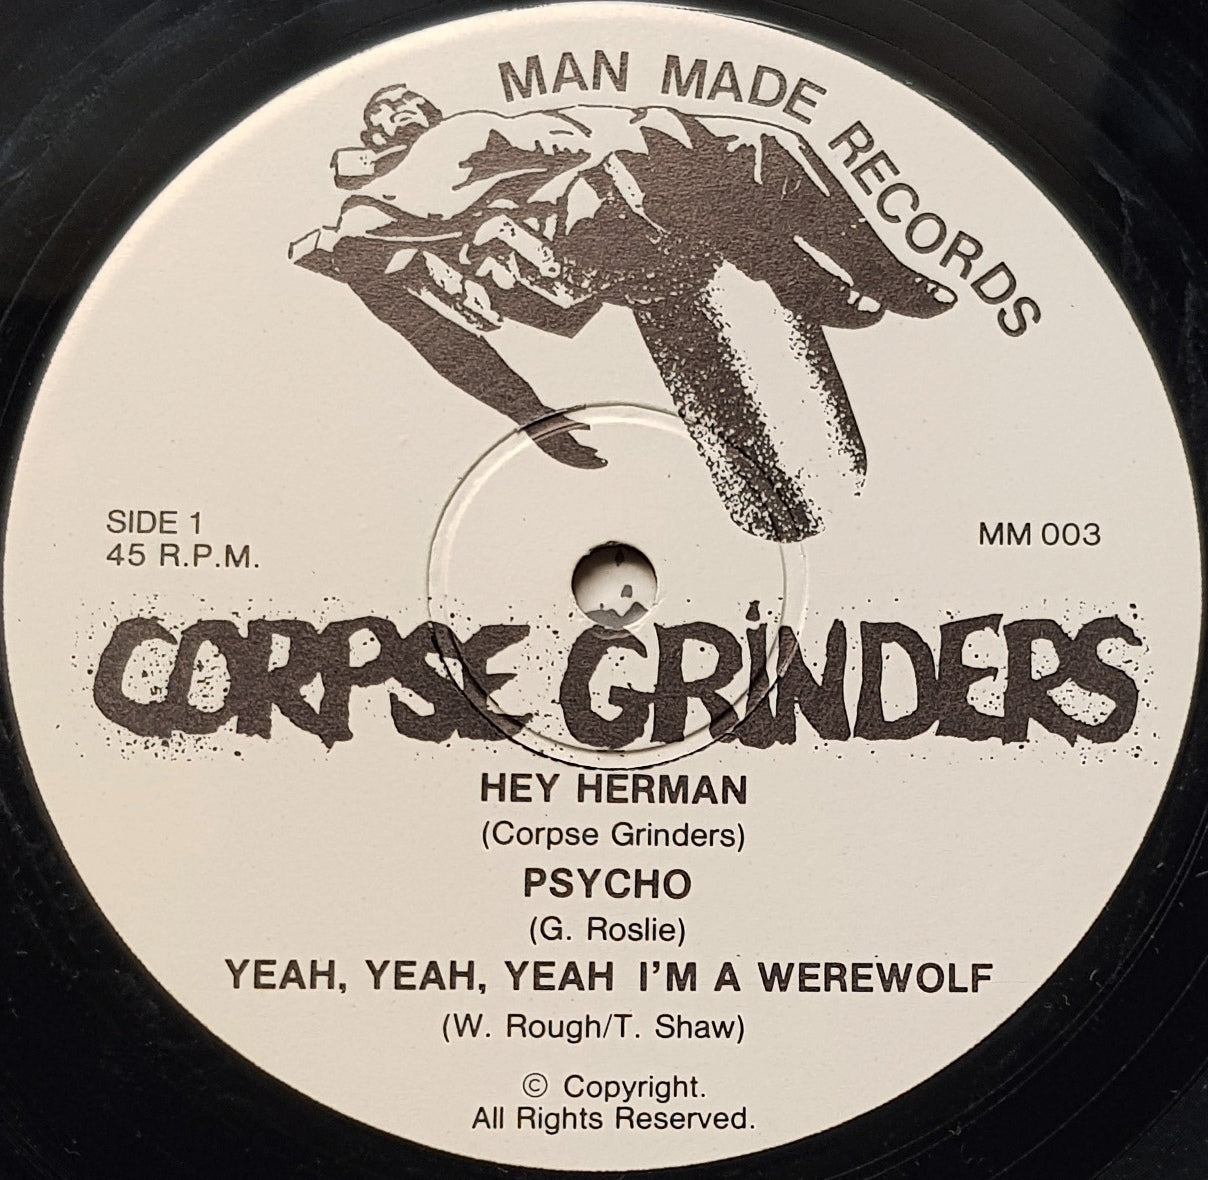 MAN MADE RECORDS
SIDE 1
45 R.P.M.
MM 003
CORPSE GRiNDERS
HEY HERMAN
(Corpse Grinders)
PSYCHO
(G. Roslie)
YEAH, YEAH, YEAH I'M A WEREWOLF
(W. Rough/T. Shaw)
© Copyright.
All Rights Reserved.